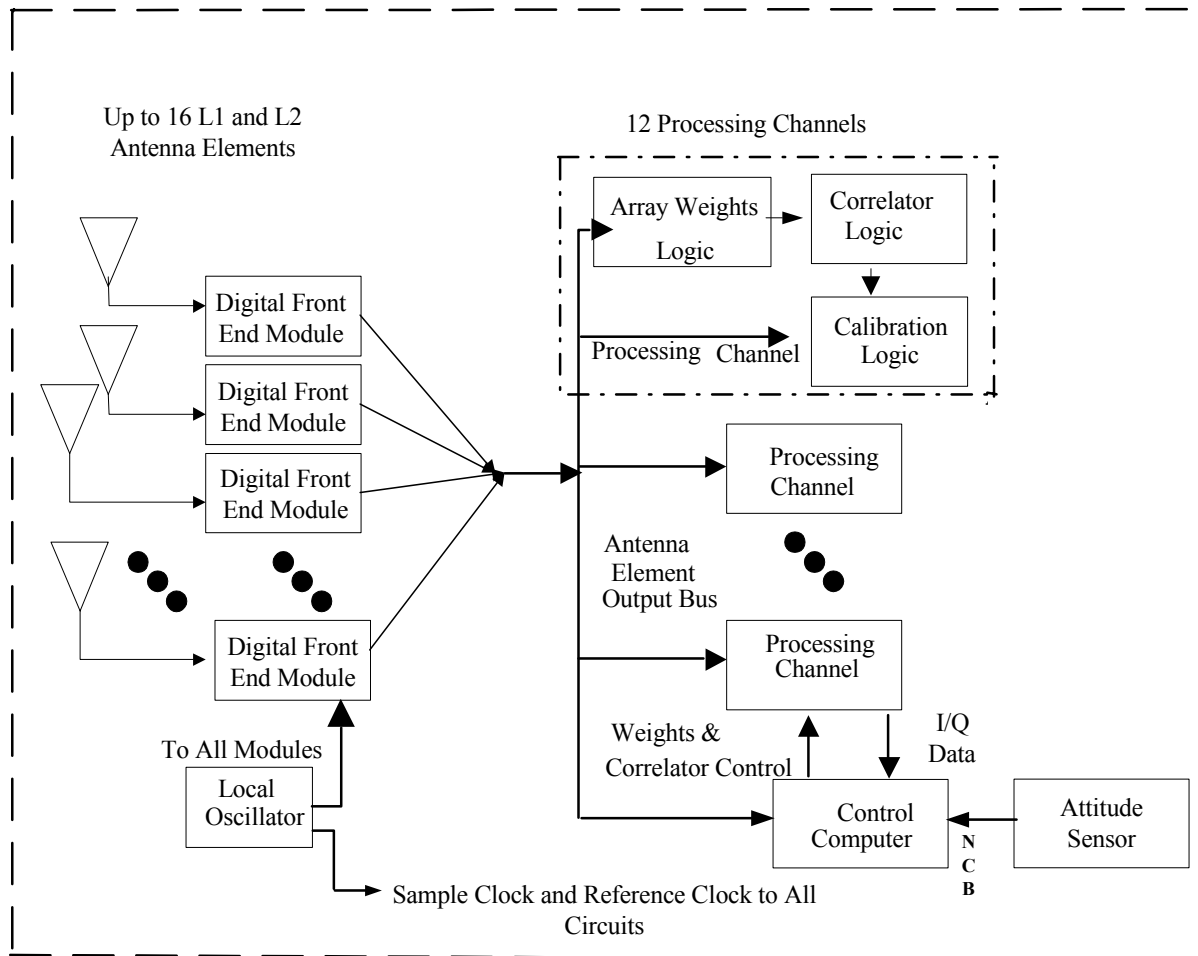 Up to 16 L1 and L2
Antenna Elements
12 Processing Channels
Array Weights
Logic
Correlator
Logic
Calibration
Logic
Processing Channel
Digital Front
End Module
Digital Front
End Module
Digital Front
End Module
Digital Front
End Module
Processing
Channel
Antenna
Element
Output Bus
Processing
Channel
To All Modules
Local
Oscillator
Weights &
Correlator Control
I/Q
Data
Control
Computer
Attitude
Sensor
N
C
B
Sample Clock and Reference Clock to All
Circuits